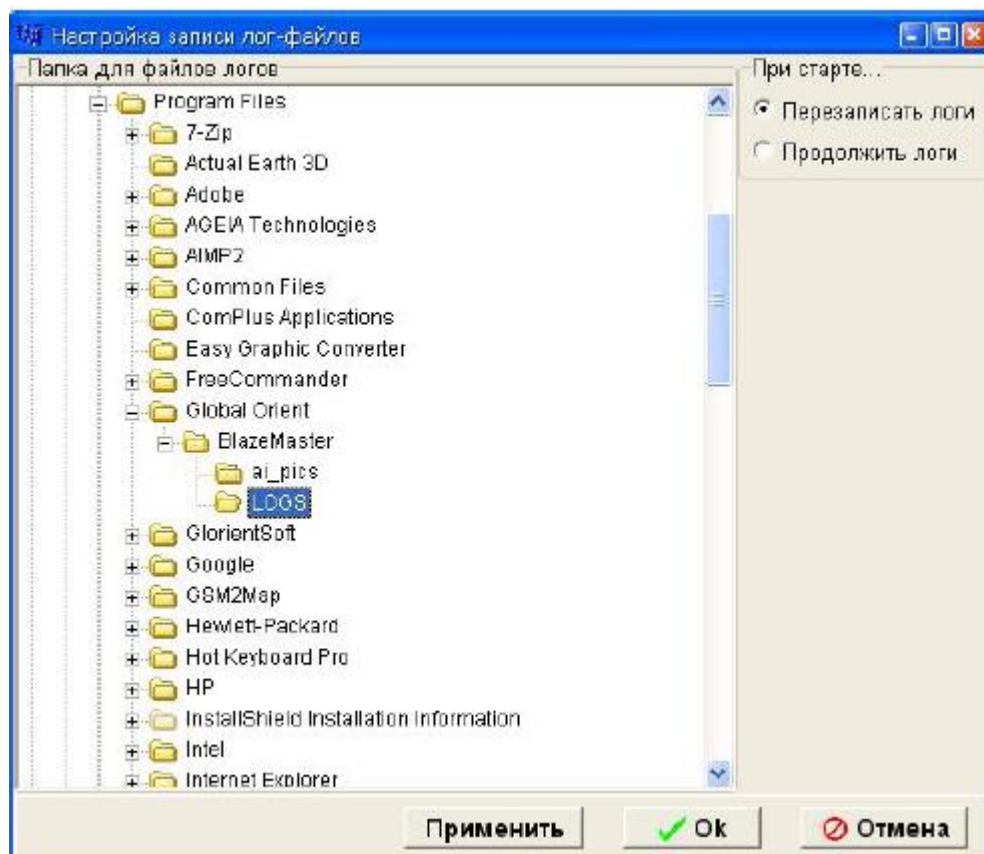 Настройка записи лог-файлов
Папка для файлов логов
Program Files
7-Zip
Actual Earth 3D
Adobe
AGEIA Technologies
AIMP2
Common Files
ComPlus Applications
Easy Graphic Converter
FreeCommander
Global Orient
BlazeMaster
ai_pics
LOGS
GlorientSoft
Google
GSM2Map
Hewlett-Packard
Hot Keyboard Pro
HP
InstallShield Installation Information
Intel
Internet Explorer
При старте...
Перезаписать логи
Продолжить логи
Применить
Ok
Отмена